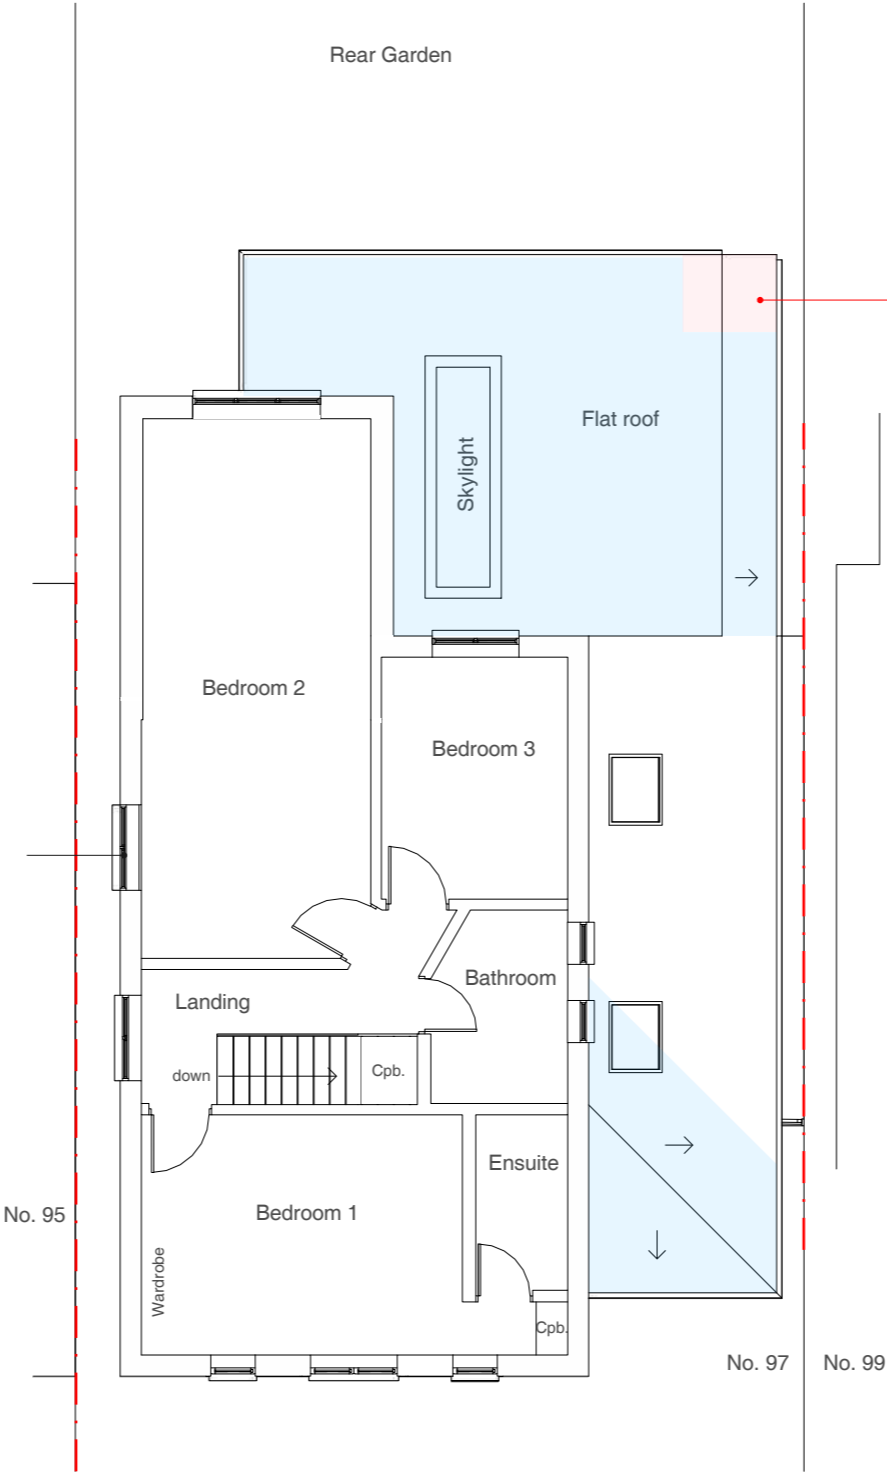 Rear Garden
Flat roof
Skylight
Bedroom 2
Bedroom 3
Bathroom
Landing
down
Cpb.
Ensuite
Bedroom 1
No. 95
Wardrobe
Cpb.
No. 97
No. 99